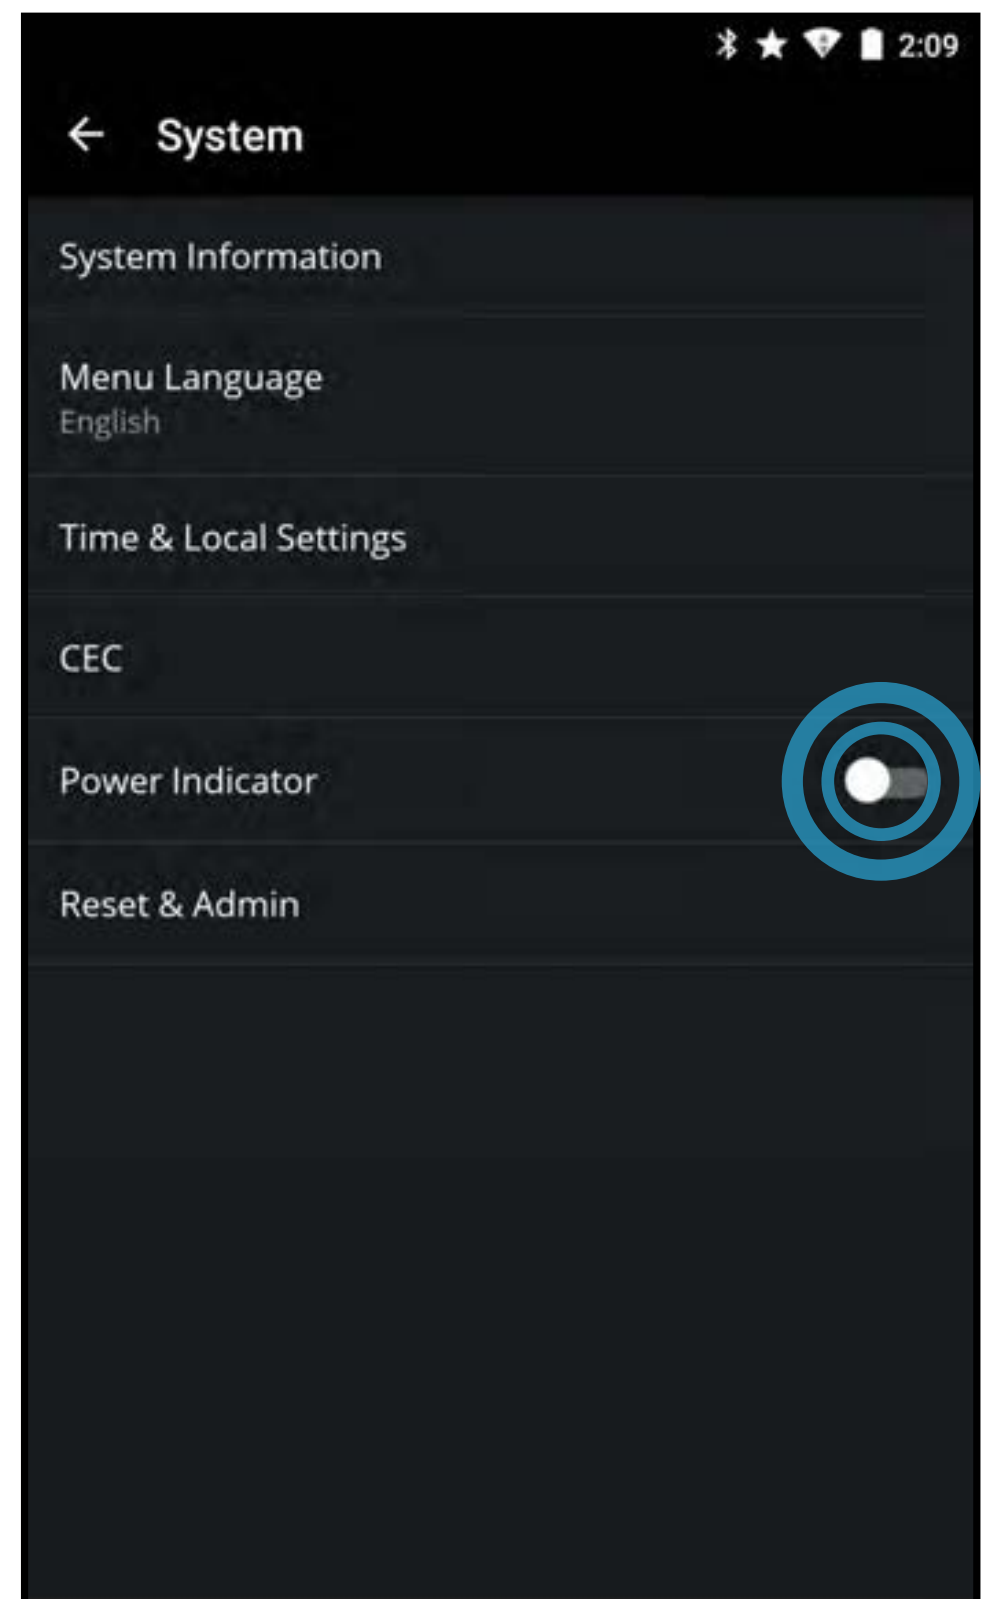 2:09
System
System Information
Menu Language
English
Time & Local Settings
CEC
Power Indicator
Reset & Admin